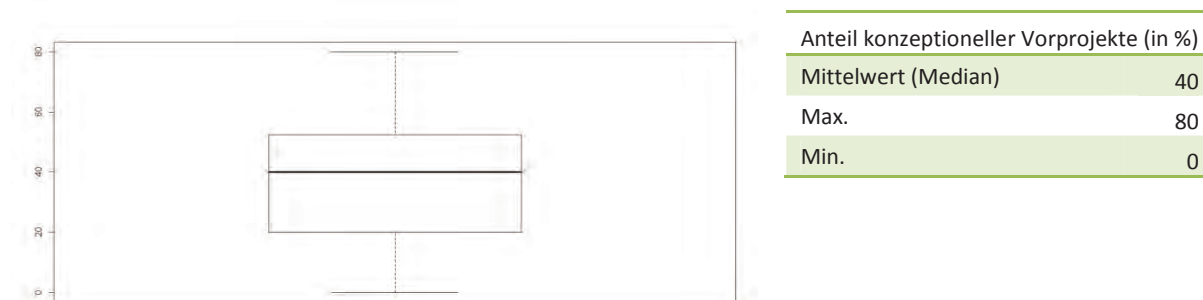 80
60
40
20
0
Anteil konzeptioneller Vorprojekte (in %)
Mittelwert (Median) 40
Max. 80
Min. 0